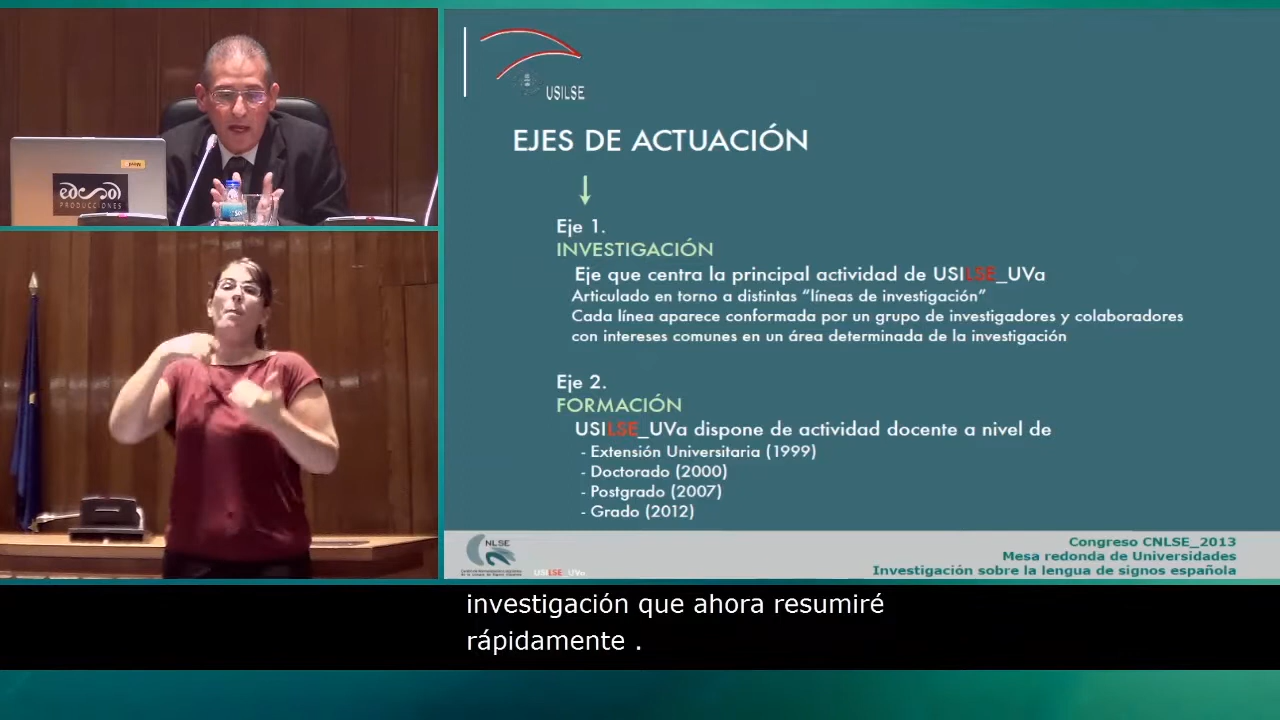 PRODUCCIONES
USILSE
EJES DE ACTUACIÓN
Eje 1.
INVESTIGACIÓN
Eje que centra la principal actividad de USILSE_UVa
Articulado en torno a distintas “líneas de investigación”
Cada línea aparece conformada por un grupo de investigadores y colaboradores
con intereses comunes en un área determinada de la investigación
Eje 2.
FORMACIÓN
USILSE_UVa dispone de actividad docente a nivel de
- Extensión Universitaria (1999)
- Doctorado (2000)
- Postgrado (2007)
- Grado (2012)
CNLSE
USILSE_UVa
Congreso CNLSE_2013
Mesa redonda de Universidades
Investigación sobre la lengua de signos española
investigación que ahora resumiré
rápidamente .